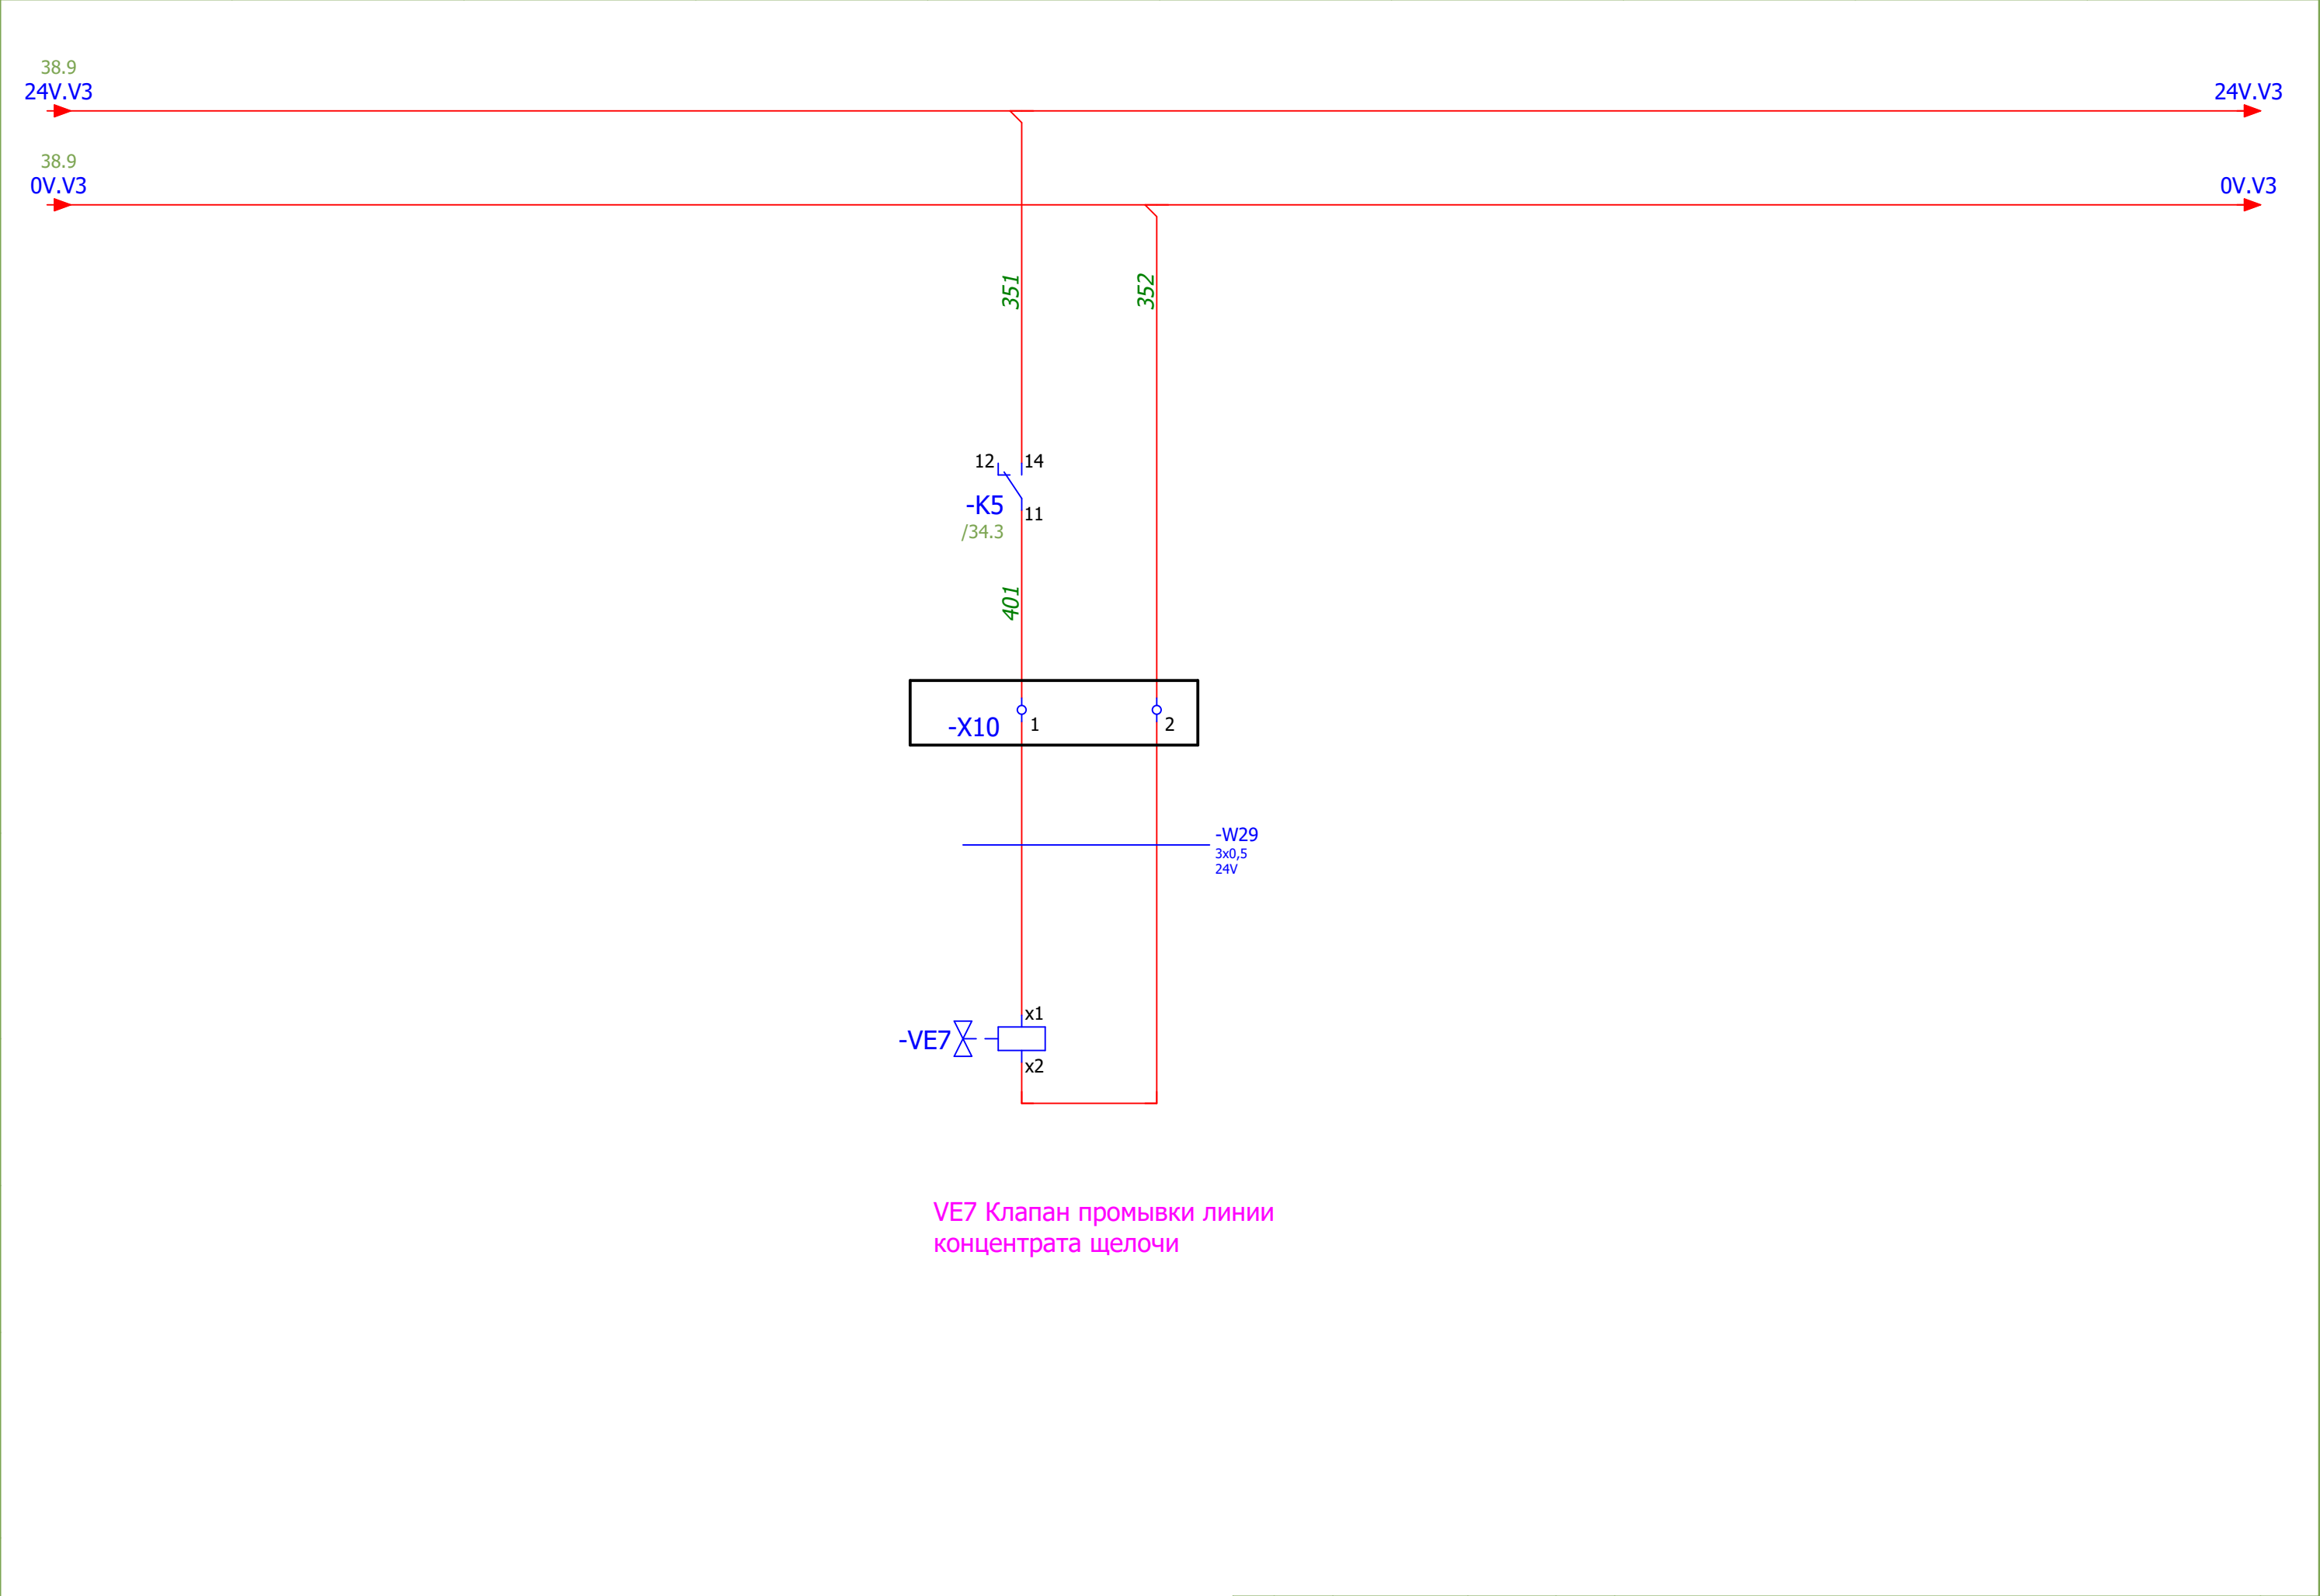 38.9
24V.V3
24V.V3
38.9
0V.V3
0V.V3
351
352
12
14
-K5
11
/34.3
401
-X10
1
2
-W29
3x0,5
24V
x1
-VE7
x2
VE7 Клапан промывки линии
концентрата щелочи